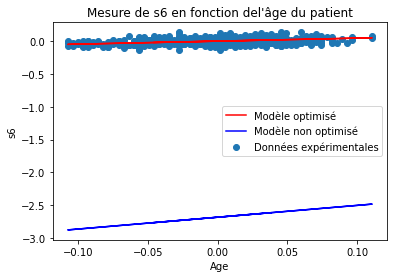 Mesure de s6 en fonction del'âge du patient
0.0
−0.5
−1.0
−1.5
−2.0
−2.5
−3.0
s6
Modèle optimisé
Modèle non optimisé
Données expérimentales
−0.10
−0.05
0.00
0.05
0.10
Age